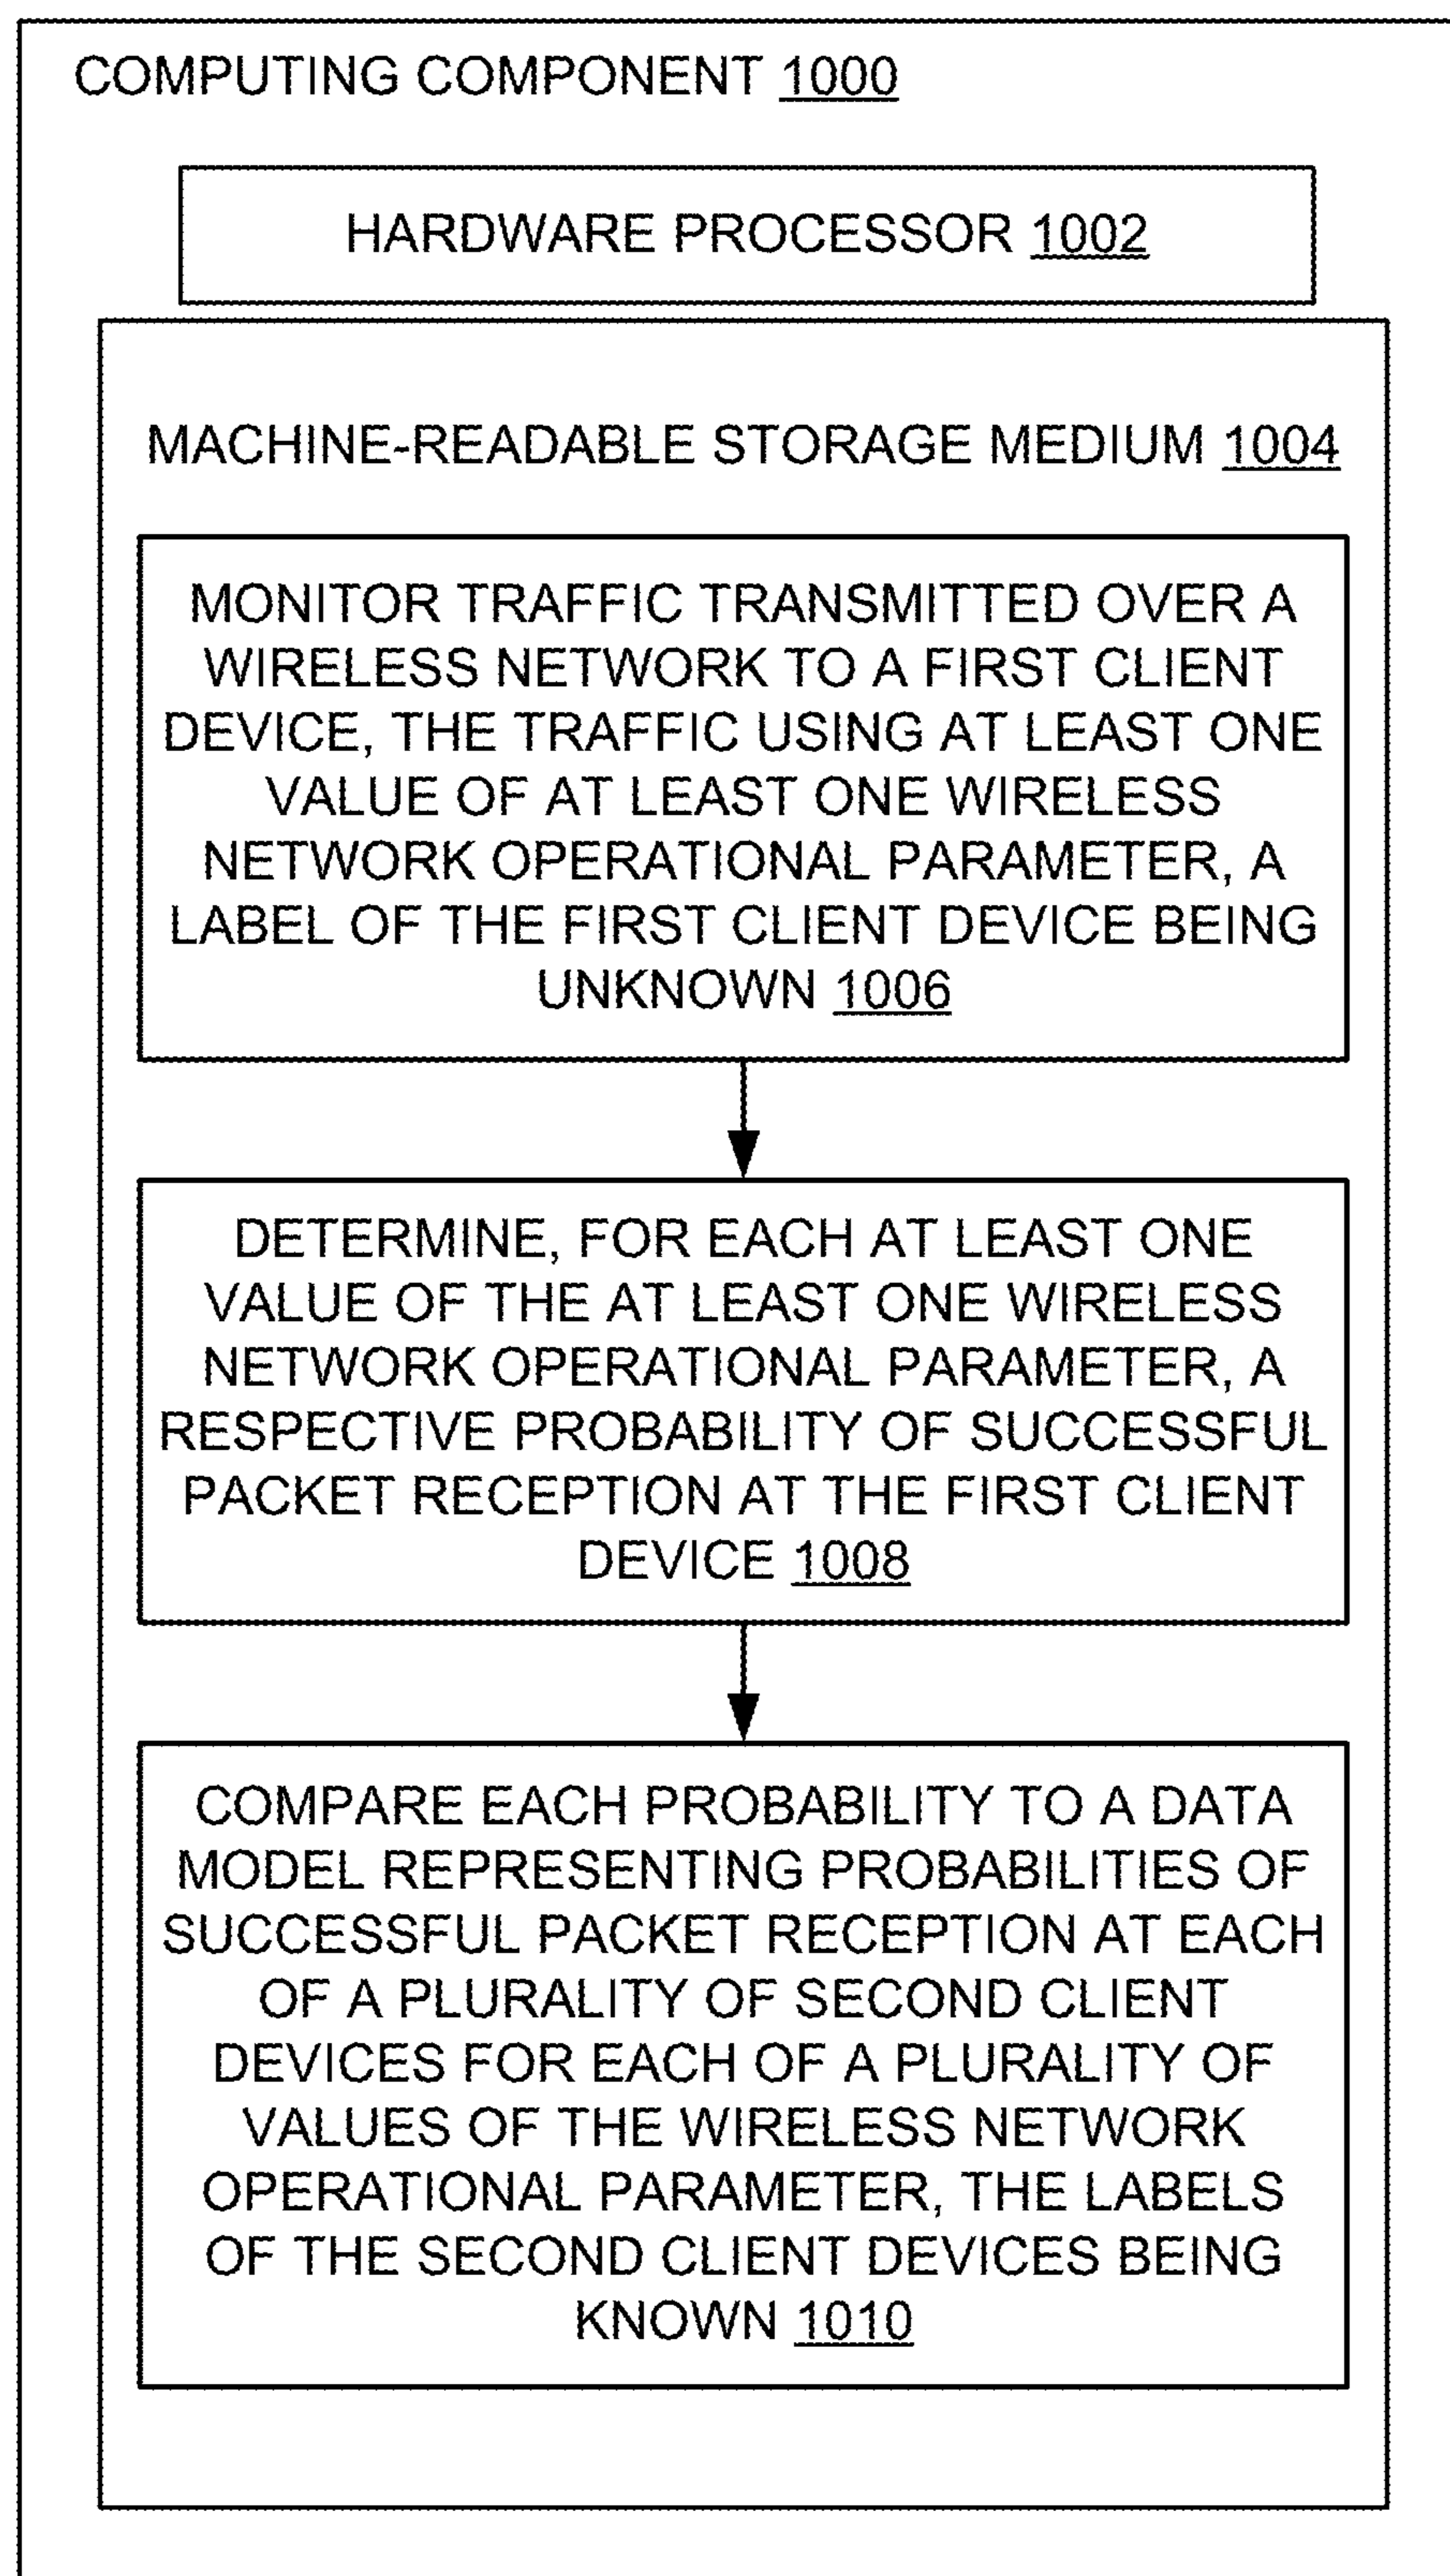 COMPUTING COMPONENT 1000
HARDWARE PROCESSOR 1002
MACHINE-READABLE STORAGE MEDIUM 1004
MONITOR TRAFFIC TRANSMITTED OVER A
WIRELESS NETWORK TO A FIRST CLIENT
DEVICE, THE TRAFFIC USING AT LEAST ONE
VALUE OF AT LEAST ONE WIRELESS
NETWORK OPERATIONAL PARAMETER, A
LABEL OF THE FIRST CLIENT DEVICE BEING
UNKNOWN 1006
DETERMINE, FOR EACH AT LEAST ONE
VALUE OF THE AT LEAST ONE WIRELESS
NETWORK OPERATIONAL PARAMETER, A
RESPECTIVE PROBABILITY OF SUCCESSFUL
PACKET RECEPTION AT THE FIRST CLIENT
DEVICE 1008
COMPARE EACH PROBABILITY TO A DATA
MODEL REPRESENTING PROBABILITIES OF
SUCCESSFUL PACKET RECEPTION AT EACH
OF A PLURALITY OF SECOND CLIENT
DEVICES FOR EACH OF A PLURALITY OF
VALUES OF THE WIRELESS NETWORK
OPERATIONAL PARAMETER, THE LABELS
OF THE SECOND CLIENT DEVICES BEING
KNOWN 1010